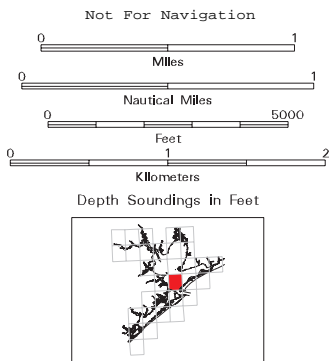 Not For Navigation
0 1
Miles
0 1
Nautical Miles
0 5000
Feet
0 1 2
Kilometers
Depth Soundings in Feet